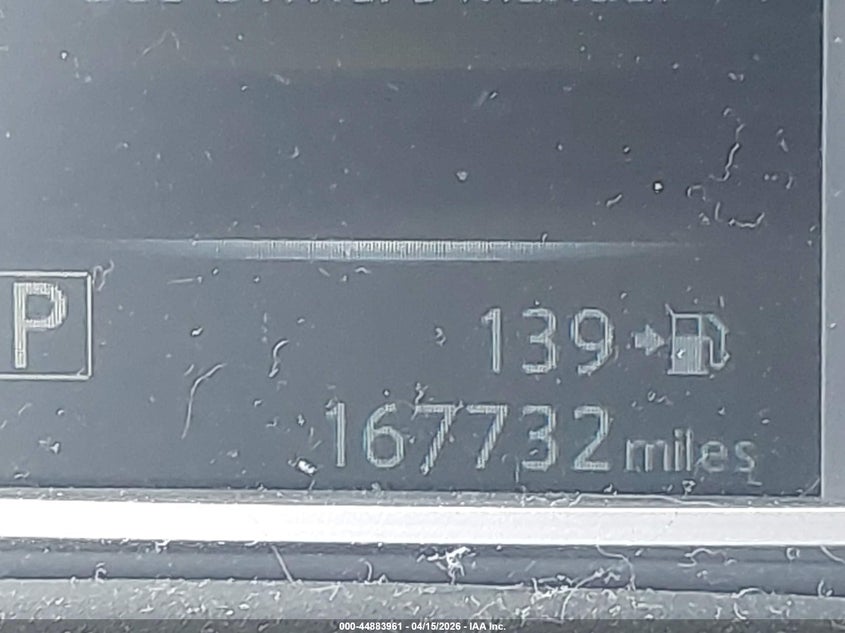 P
139
167732 miles
000-44883961 - 04/15/2026 - IAA Inc.